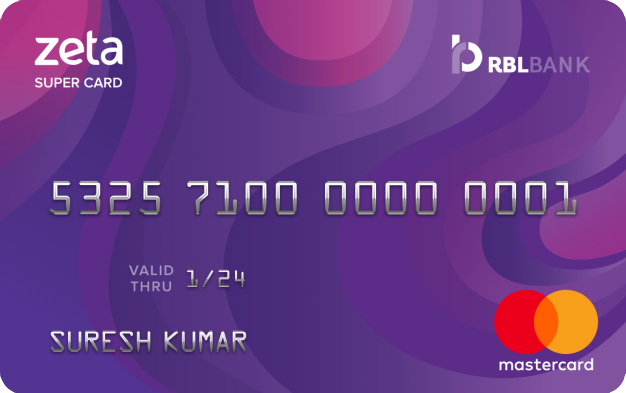 zeta
SUPER CARD
RBLBANK
5325 7100 0000 0001
VALID THRU 1/24
SURESH KUMAR
mastercard